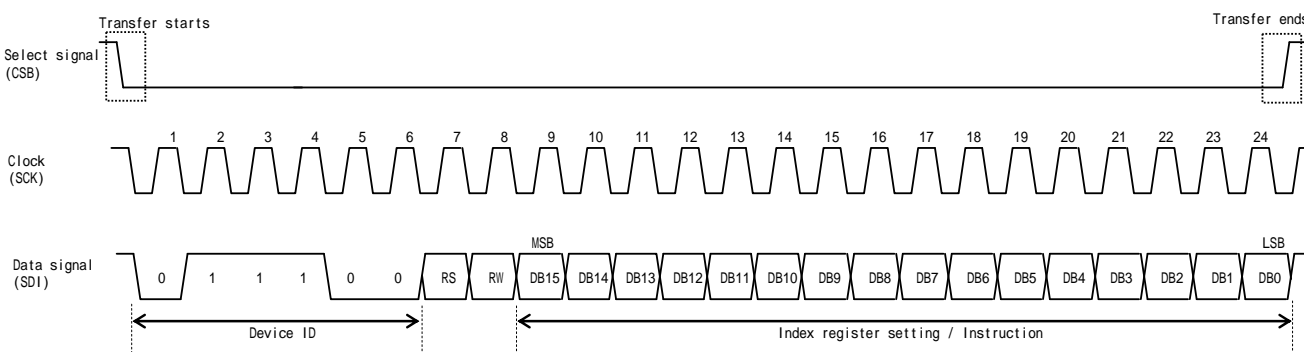 Transfer starts
Transfer ends
Select signal
(CSB)
1 2 3 4 5 6 7 8 9 10 11 12 13 14 15 16 17 18 19 20 21 22 23 24
Clock
(SCK)
MSB LSB
Data signal
(SDI)
0 1 1 1 0 0 RS RW DB15 DB14 DB13 DB12 DB11 DB10 DB9 DB8 DB7 DB6 DB5 DB4 DB3 DB2 DB1 DB0
Device ID Index register setting / Instruction